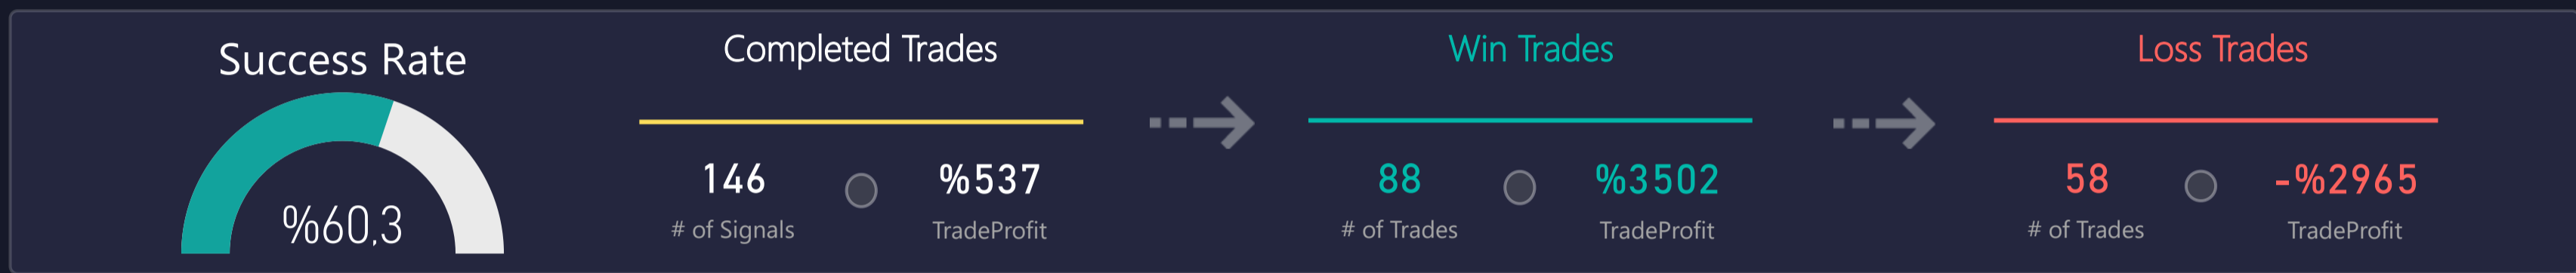 Success Rate
%60,3
Completed Trades
146
# of Signals
%537
TradeProfit
Win Trades
88
# of Trades
%3502
TradeProfit
Loss Trades
58
# of Trades
-%2965
TradeProfit